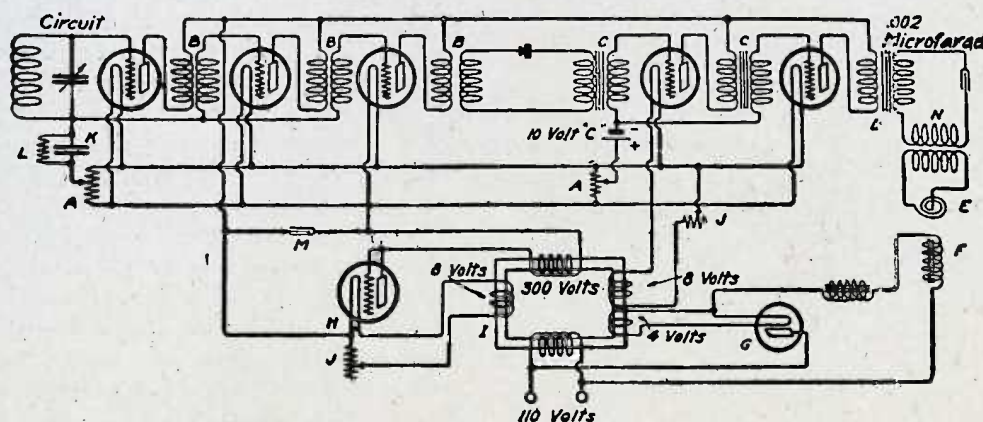 Circuit
.002
Microfarad
B
B
B
C
C
L
K
L
N
10 Volt "C"
-
+
A
A
J
E
F
M
8 Volts
300 Volts
8 Volts
H
I
4 Volts
G
J
110 Volts